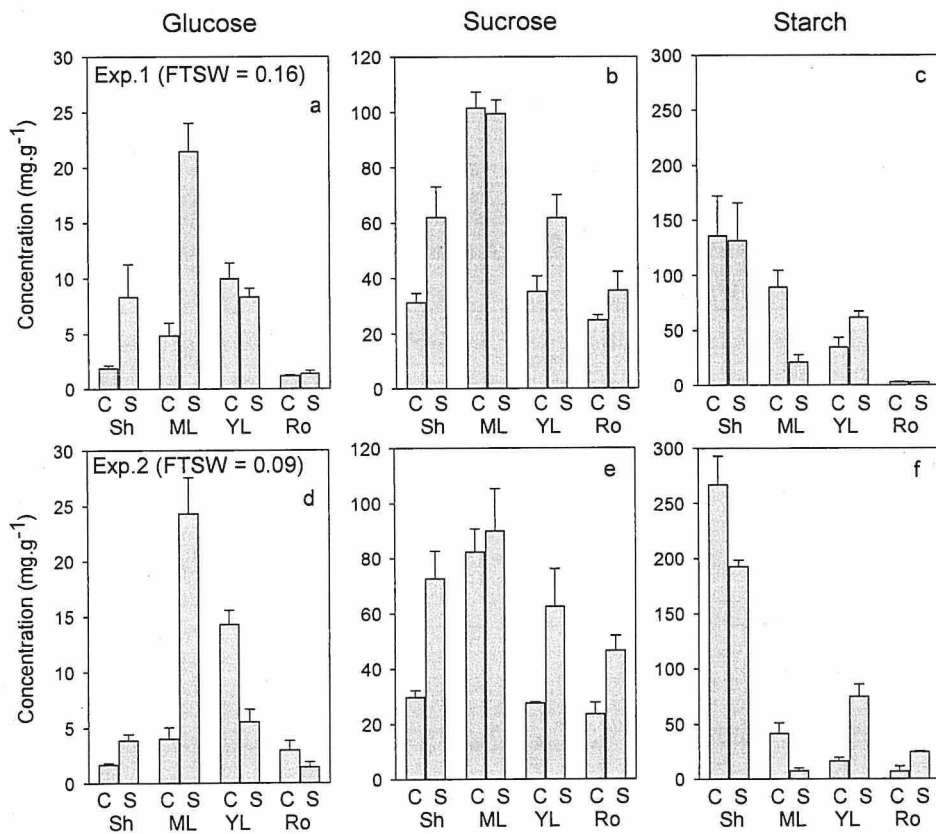 Glucose Sucrose Starch
Exp.1 (FTSW = 0.16)
a
b
c
Concentration (mg.g⁻¹)
30
25
20
15
10
5
0
120
100
80
60
40
20
0
300
250
200
150
100
50
0
C S C S C S C S
Sh ML YL Ro
C S C S C S C S
Sh ML YL Ro
C S C S C S C S
Sh ML YL Ro
Exp.2 (FTSW = 0.09)
d
e
f
Concentration (mg.g⁻¹)
30
25
20
15
10
5
0
120
100
80
60
40
20
0
300
250
200
150
100
50
0
C S C S C S C S
Sh ML YL Ro
C S C S C S C S
Sh ML YL Ro
C S C S C S C S
Sh ML YL Ro